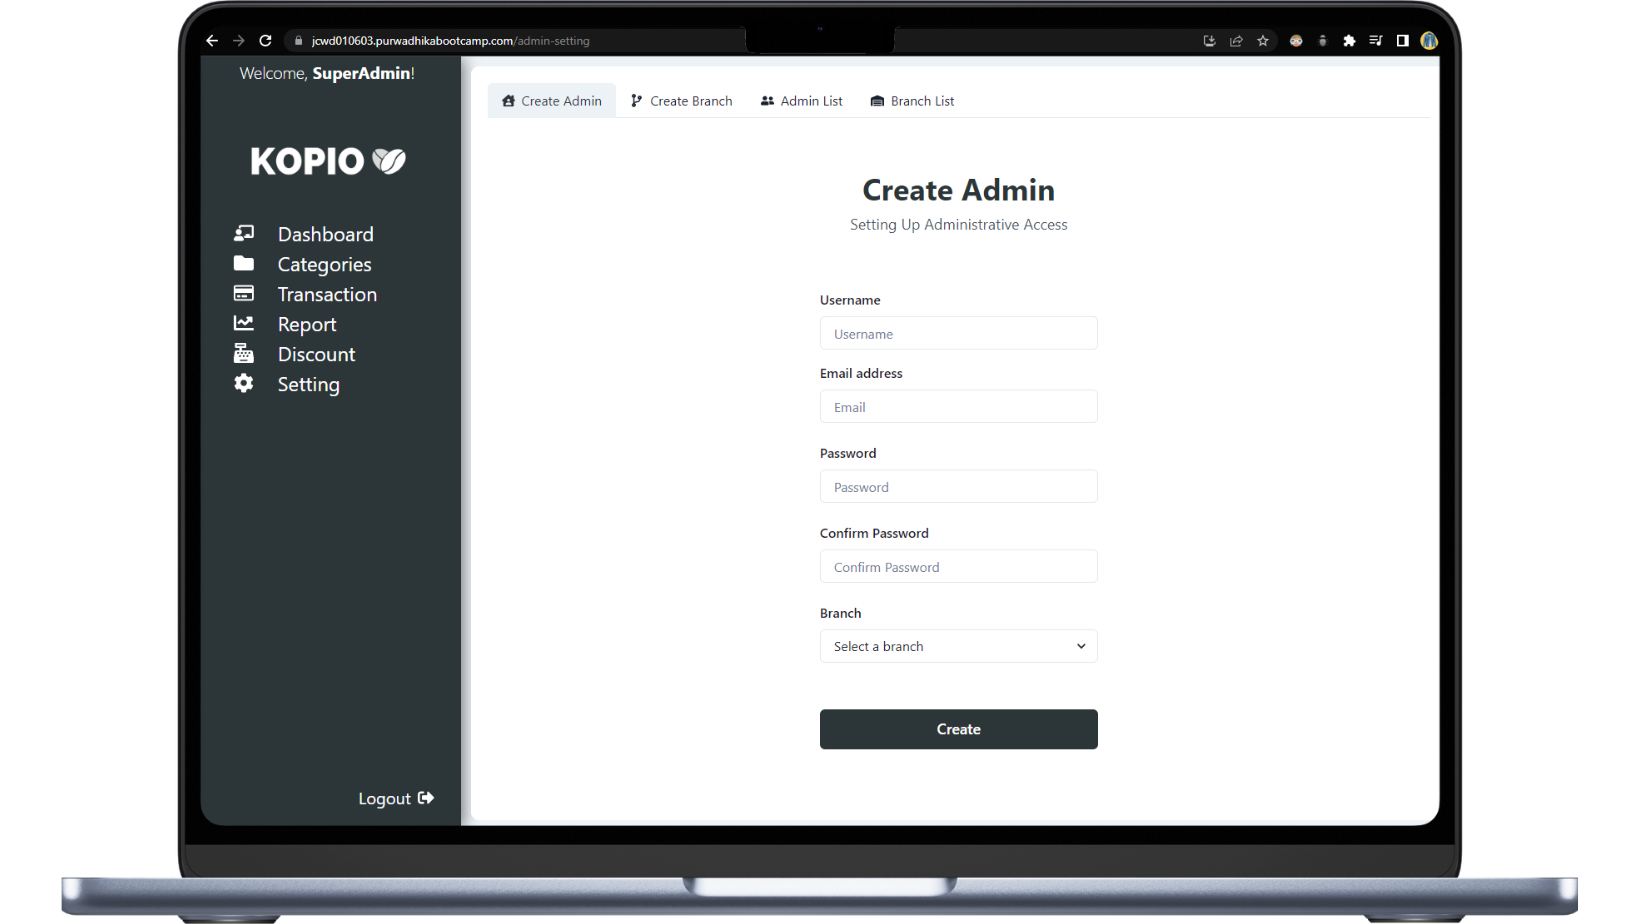 jcwd010603.purwadhikabootcamp.com/admin-setting
Welcome, SuperAdmin!
KOPIO
Dashboard
Categories
Transaction
Report
Discount
Setting
Logout
Create Admin
Create Branch
Admin List
Branch List
Create Admin
Setting Up Administrative Access
Username
Username
Email address
Email
Password
Password
Confirm Password
Confirm Password
Branch
Select a branch
Create